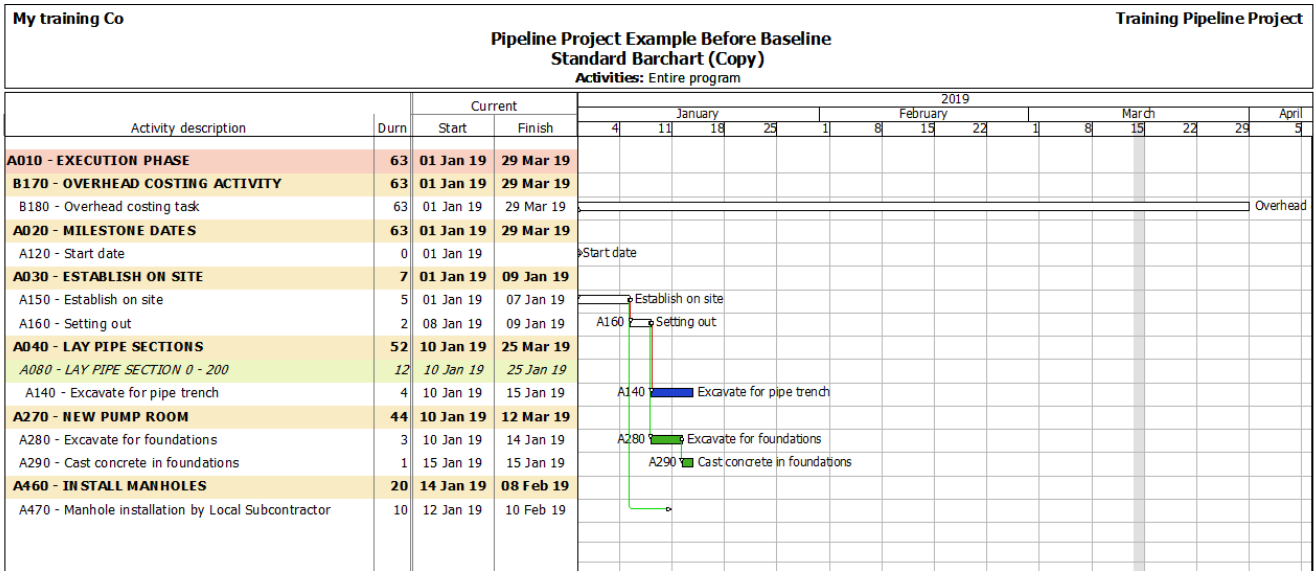 My training Co Training Pipeline Project
Pipeline Project Example Before Baseline
Standard Barchart (Copy)
Activities: Entire program
2019
Current January February March April
Activity description Durn Start Finish 4 11 18 25 1 8 15 22 1 8 15 22 29 5
A010 - EXECUTION PHASE 63 01 Jan 19 29 Mar 19
B170 - OVERHEAD COSTING ACTIVITY 63 01 Jan 19 29 Mar 19
B180 - Overhead costing task 63 01 Jan 19 29 Mar 19 Overhead
A020 - MILESTONE DATES 63 01 Jan 19 29 Mar 19
A120 - Start date 0 01 Jan 19 Start date
A030 - ESTABLISH ON SITE 7 01 Jan 19 09 Jan 19
A150 - Establish on site 5 01 Jan 19 07 Jan 19 Establish on site
A160 - Setting out 2 08 Jan 19 09 Jan 19 A160 Setting out
A040 - LAY PIPE SECTIONS 52 10 Jan 19 25 Mar 19
A080 - LAY PIPE SECTION 0 - 200 12 10 Jan 19 25 Jan 19
A140 - Excavate for pipe trench 4 10 Jan 19 15 Jan 19 A140 Excavate for pipe trench
A270 - NEW PUMP ROOM 44 10 Jan 19 12 Mar 19
A280 - Excavate for foundations 3 10 Jan 19 14 Jan 19 A280 Excavate for foundations
A290 - Cast concrete in foundations 1 15 Jan 19 15 Jan 19 A290 Cast concrete in foundations
A460 - INSTALL MANHOLES 20 14 Jan 19 08 Feb 19
A470 - Manhole installation by Local Subcontractor 10 12 Jan 19 10 Feb 19